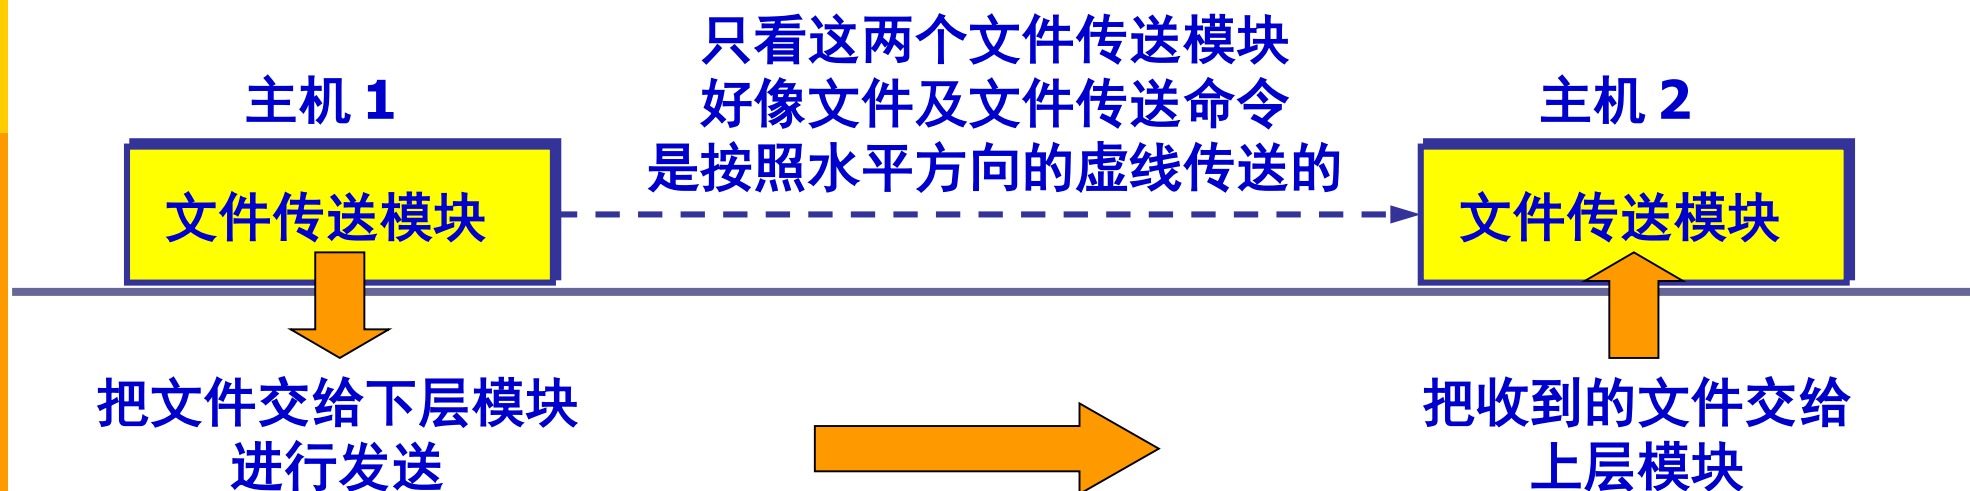 只看这两个文件传送模块
好像文件及文件传送命令
是按照水平方向的虚线传送的
主机 1
主机 2
文件传送模块
文件传送模块
把文件交给下层模块
进行发送
把收到的文件交给
上层模块